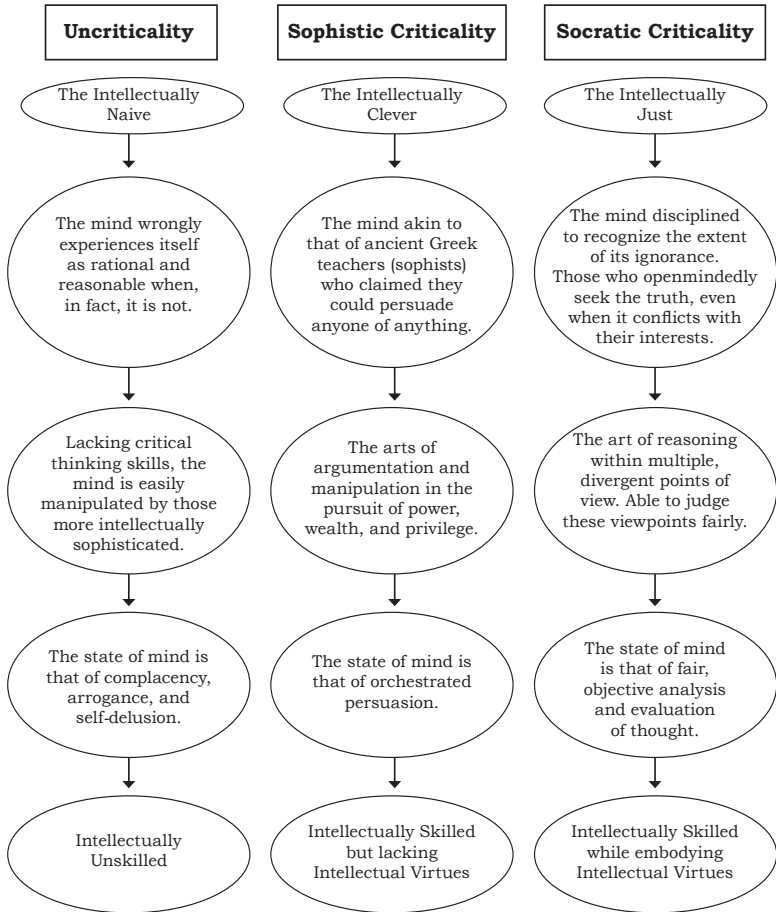 Uncriticality
The Intellectually
Naive
The mind wrongly
experiences itself
as rational and
reasonable when,
in fact, it is not.
Lacking critical
thinking skills, the
mind is easily
manipulated by those
more intellectually
sophisticated.
The state of mind is
that of complacency,
arrogance, and
self-delusion.
Intellectually
Unskilled
Sophistic Criticality
The Intellectually
Clever
The mind akin to
that of ancient Greek
teachers (sophists)
who claimed they
could persuade
anyone of anything.
The arts of
argumentation and
manipulation in the
pursuit of power,
wealth, and privilege.
The state of mind is
that of orchestrated
persuasion.
Intellectually Skilled
but lacking
Intellectual Virtues
Socratic Criticality
The Intellectually
Just
The mind disciplined
to recognize the extent
of its ignorance.
Those who openmindedly
seek the truth, even
when it conflicts with
their interests.
The art of reasoning
within multiple,
divergent points of
view. Able to judge
these viewpoints fairly.
The state of mind
is that of fair,
objective analysis
and evaluation
of thought.
Intellectually Skilled
while embodying
Intellectual Virtues